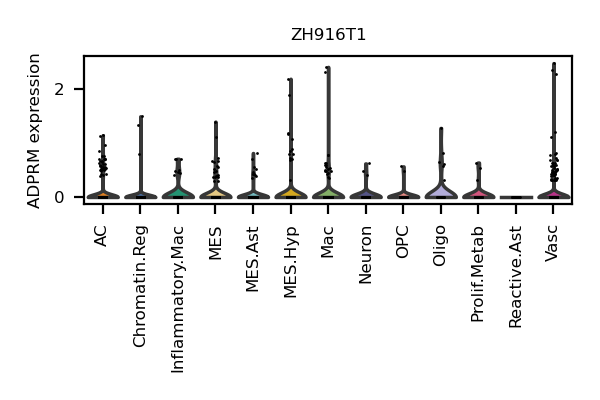 ZH916T1
ADPRM expression
2
0
AC
Chromatin.Reg
Inflammatory.Mac
MES
MES.Ast
MES.Hyp
Mac
Neuron
OPC
Oligo
Prolif.Metab
Reactive.Ast
Vasc